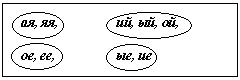 ая, яя, ий, ый, ой,
ое, ее, ые, ие